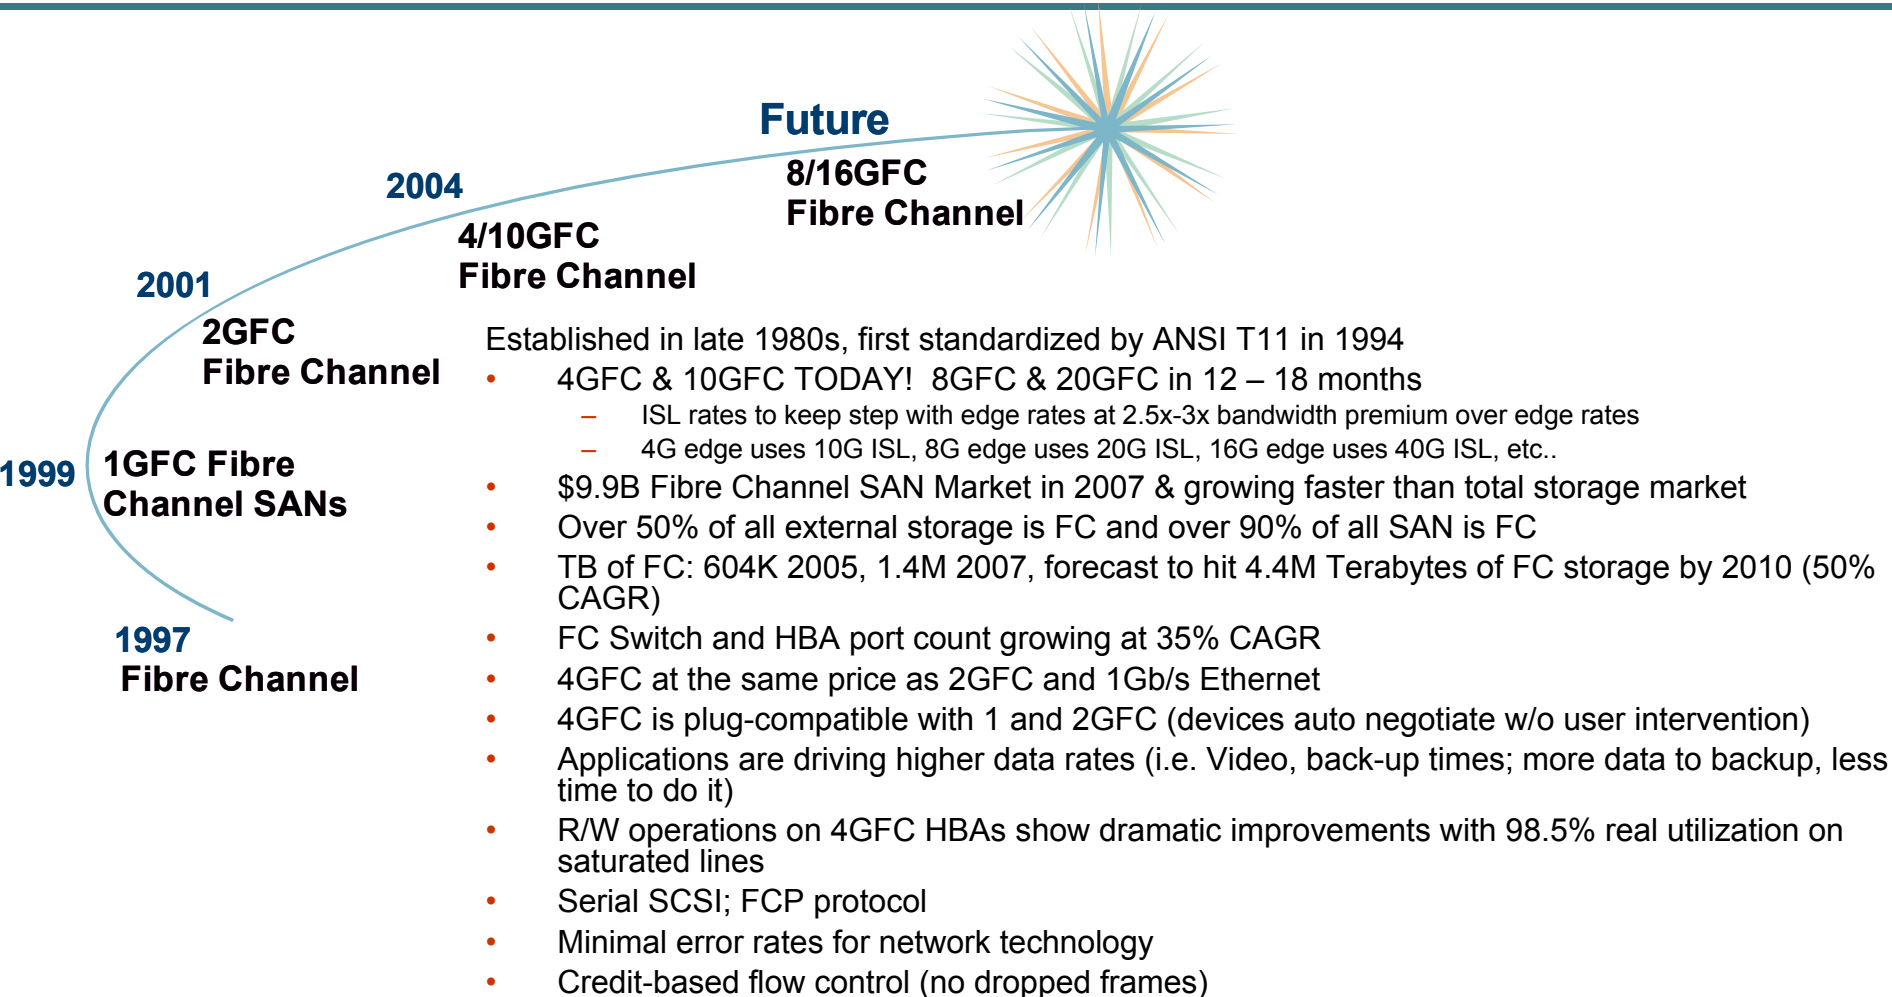 Future
8/16GFC
Fibre Channel
2004
4/10GFC
Fibre Channel
2001
2GFC
Fibre Channel
1999
1GFC Fibre
Channel SANs
1997
Fibre Channel
Established in late 1980s, first standardized by ANSI T11 in 1994
• 4GFC & 10GFC TODAY!  8GFC & 20GFC in 12 – 18 months
– ISL rates to keep step with edge rates at 2.5x-3x bandwidth premium over edge rates
– 4G edge uses 10G ISL, 8G edge uses 20G ISL, 16G edge uses 40G ISL, etc..
• $9.9B Fibre Channel SAN Market in 2007 & growing faster than total storage market
• Over 50% of all external storage is FC and over 90% of all SAN is FC
• TB of FC: 604K 2005, 1.4M 2007, forecast to hit 4.4M Terabytes of FC storage by 2010 (50%
CAGR)
• FC Switch and HBA port count growing at 35% CAGR
• 4GFC at the same price as 2GFC and 1Gb/s Ethernet
• 4GFC is plug-compatible with 1 and 2GFC (devices auto negotiate w/o user intervention)
• Applications are driving higher data rates (i.e. Video, back-up times; more data to backup, less
time to do it)
• R/W operations on 4GFC HBAs show dramatic improvements with 98.5% real utilization on
saturated lines
• Serial SCSI; FCP protocol
• Minimal error rates for network technology
• Credit-based flow control (no dropped frames)